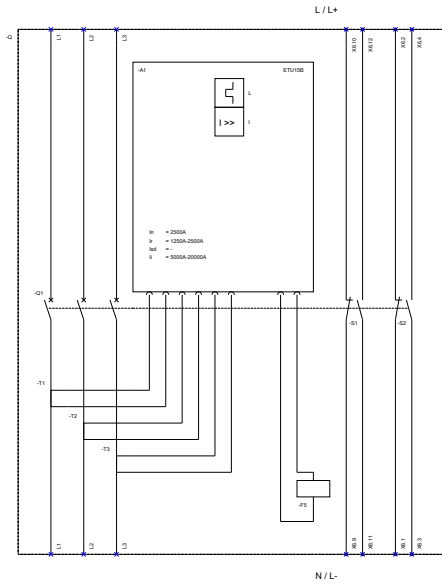 L / L+
-Q
L1
L2
L3
X6.10
X6.12
X6.2
X6.4
-A1
ETU15B
L
I >>
I
In = 2500A
Ir = 1250A-2500A
Isd = -
Ii = 5000A-20000A
-Q1
-S1
-S2
-T1
-T2
-T3
-F5
L1
L2
L3
X6.9
X6.11
X6.1
X6.3
N / L-